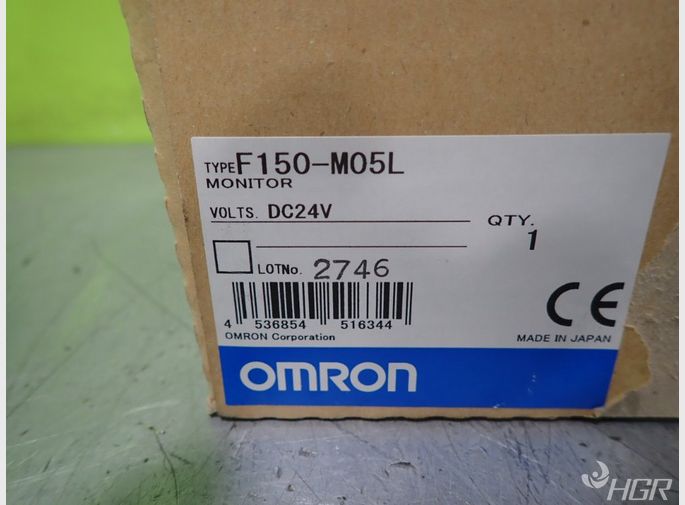 TYPE F150-M05L
MONITOR
VOLTS. DC24V
QTY.
1
LOTNo. 2746
4 536854 516344
CE
OMRON Corporation
MADE IN JAPAN
OMRON
HGR